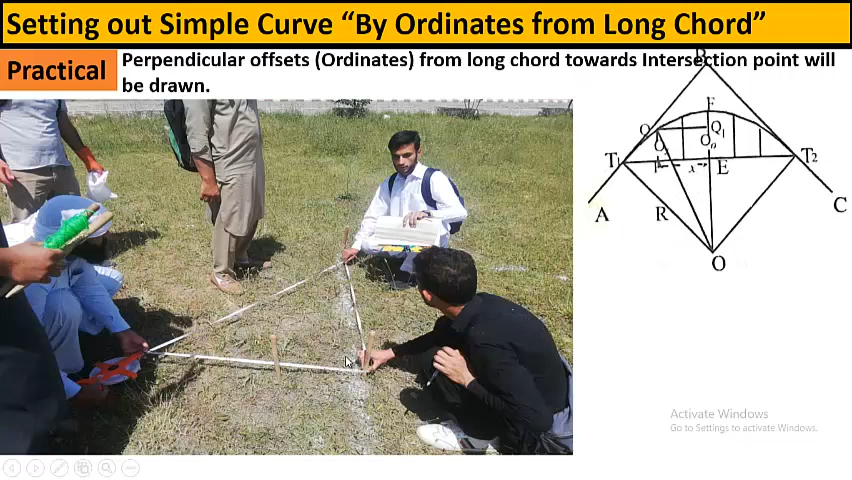 Setting out Simple Curve “By Ordinates from Long Chord”
Practical
Perpendicular offsets (Ordinates) from long chord towards Intersection point will
be drawn.
B
F
Q
Q1
Ox
O0
T1
x
E
T2
A
R
C
O
Activate Windows
Go to Settings to activate Windows.